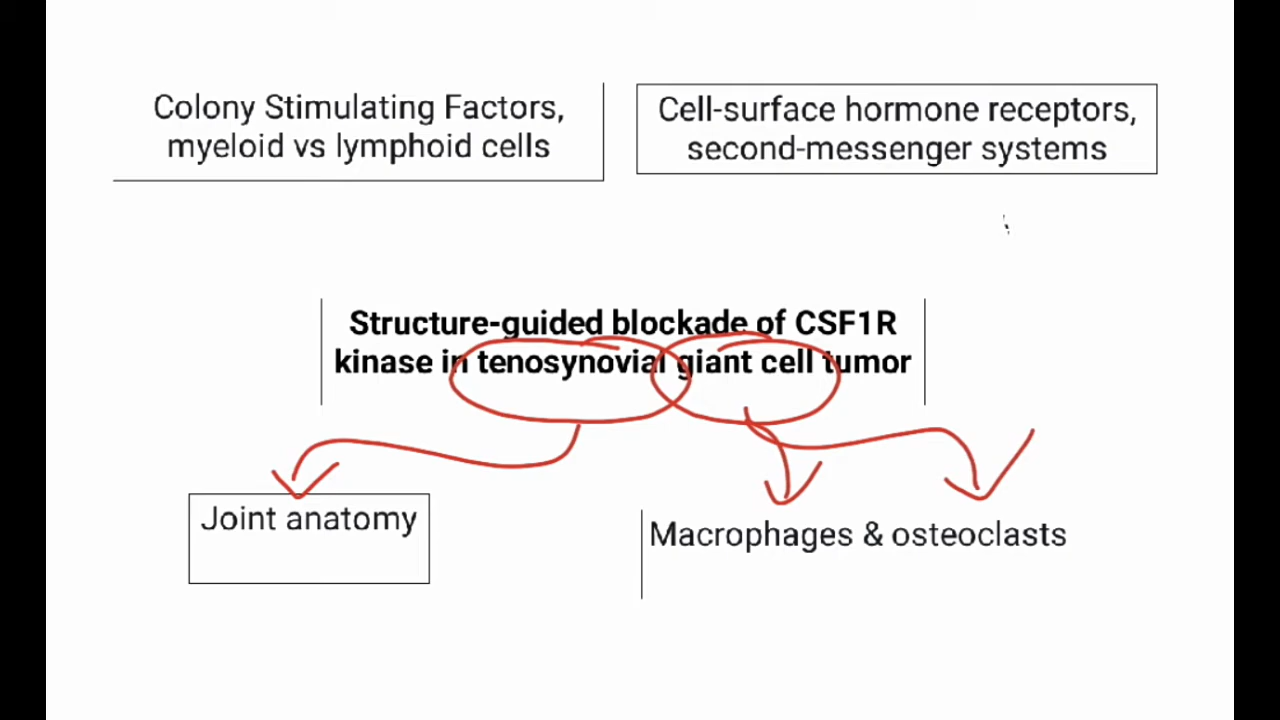 Colony Stimulating Factors,
myeloid vs lymphoid cells
Cell-surface hormone receptors,
second-messenger systems
Structure-guided blockade of CSF1R
kinase in tenosynovial giant cell tumor
Joint anatomy
Macrophages & osteoclasts